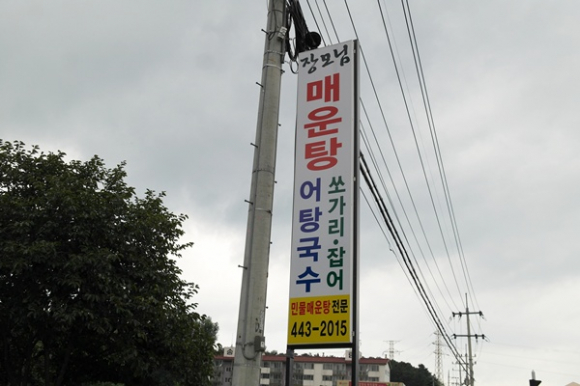 장모님
매운탕
어탕국수
쏘가리·잡어
민물매운탕전문
443-2015